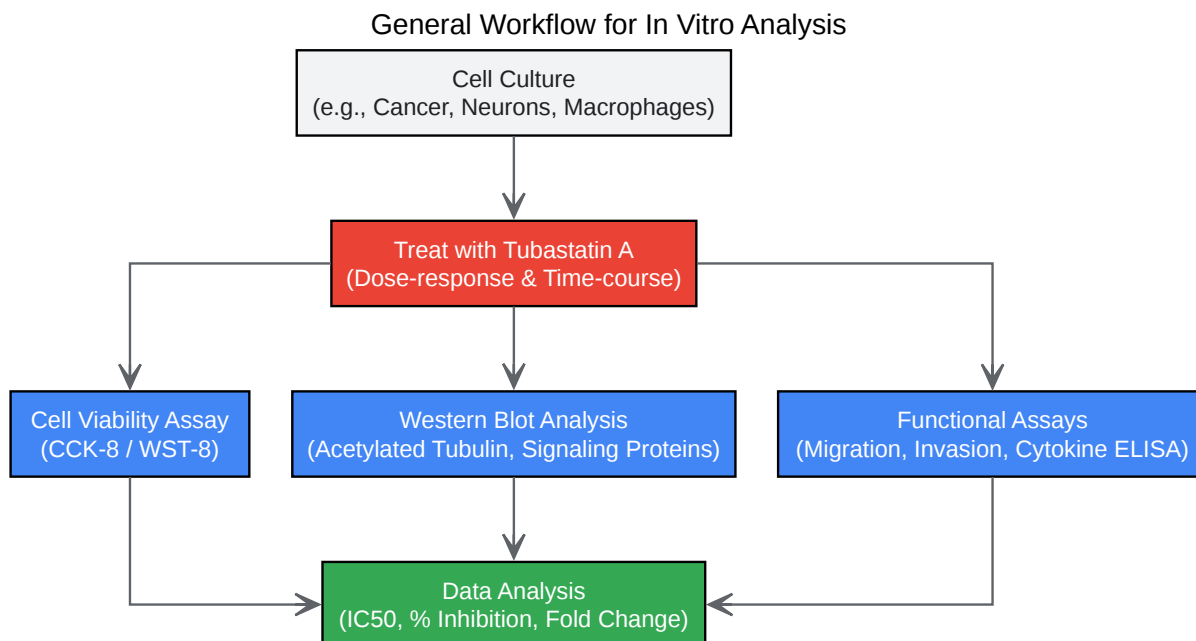 General Workflow for In Vitro Analysis
Cell Culture
(e.g., Cancer, Neurons, Macrophages)
Treat with Tubastatin A
(Dose-response & Time-course)
Cell Viability Assay
(CCK-8 / WST-8)
Western Blot Analysis
(Acetylated Tubulin, Signaling Proteins)
Functional Assays
(Migration, Invasion, Cytokine ELISA)
Data Analysis
(IC50, % Inhibition, Fold Change)